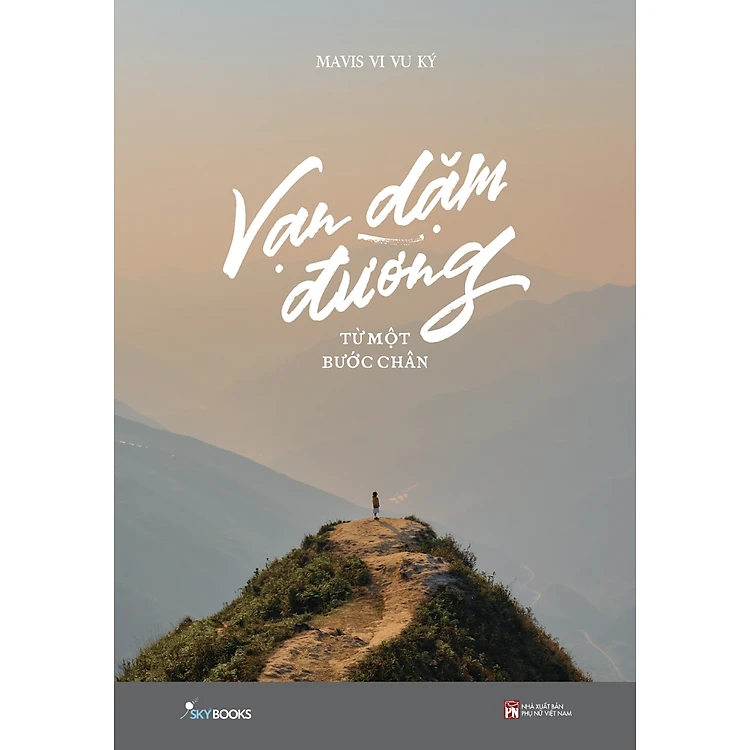 MAVIS VI VU KÝ
Vạn dặm
đường
TỪ MỘT
BƯỚC CHÂN
SKYBOOKS
PN
NHÀ XUẤT BẢN
PHỤ NỮ VIỆT NAM